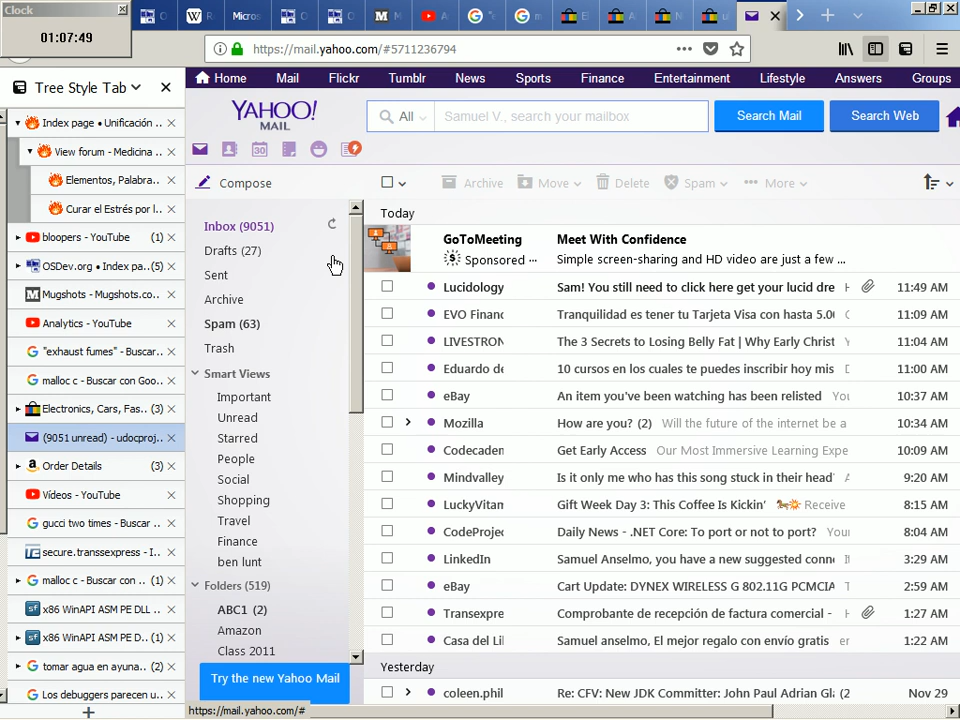 Clock
01:07:49
Micros
https://mail.yahoo.com/#5711236794
Tree Style Tab
Home Mail Flickr Tumblr News Sports Finance Entertainment Lifestyle Answers Groups
YAHOO!
MAIL
All Samuel V., search your mailbox Search Mail Search Web
Compose
Archive Move Delete Spam More
Index page • Unificación ..
View forum - Medicina ...
Elementos, Palabra..
Curar el Estrés por l..
bloopers - YouTube (1)
OSDev.org • Index pa.. (5)
Mugshots - Mugshots.co..
Analytics - YouTube
"exhaust fumes" - Buscar..
malloc c - Buscar con Goo..
Electronics, Cars, Fas.. (3)
(9051 unread) - udocproj..
Order Details (3)
Vídeos - YouTube
gucci two times - Buscar ..
secure.transsexpress - I..
malloc c - Buscar con .. (1)
x86 WinAPI ASM PE DLL ..
x86 WinAPI ASM PE D.. (1)
tomar agua en ayuna.. (2)
Los debuggers parecen u..
Inbox (9051)
Drafts (27)
Sent
Archive
Spam (63)
Trash
Smart Views
Important
Unread
Starred
People
Social
Shopping
Travel
Finance
ben lunt
Folders (519)
ABC1 (2)
Amazon
Class 2011
Try the new Yahoo Mail
https://mail.yahoo.com/#
Today
GoToMeeting Meet With Confidence
Sponsored Simple screen-sharing and HD video are just a few ...
Lucidology Sam! You still need to click here get your lucid dre 11:49 AM
EVO Financ Tranquilidad es tener tu Tarjeta Visa con hasta 5.00 11:09 AM
LIVESTRON The 3 Secrets to Losing Belly Fat | Why Early Christ 11:04 AM
Eduardo de 10 cursos en los cuales te puedes inscribir hoy mis 11:00 AM
eBay An item you've been watching has been relisted You 10:37 AM
Mozilla How are you? (2) Will the future of the internet be a 10:34 AM
Codecaden Get Early Access Our Most Immersive Learning Expe 10:09 AM
Mindvalley Is it only me who has this song stuck in their head' 9:20 AM
LuckyVitan Gift Week Day 3: This Coffee Is Kickin' Receive 8:15 AM
CodeProjec Daily News - .NET Core: To port or not to port? Your 8:04 AM
LinkedIn Samuel Anselmo, you have a new suggested conne 3:29 AM
eBay Cart Update: DYNEX WIRELESS G 802.11G PCMCIA 2:59 AM
Transexpre Comprobante de recepción de factura comercial - 1:27 AM
Casa del Li Samuel anselmo, El mejor regalo con envío gratis 1:22 AM
Yesterday
coleen.phil Re: CFV: New JDK Committer: John Paul Adrian Gla (2 Nov 29